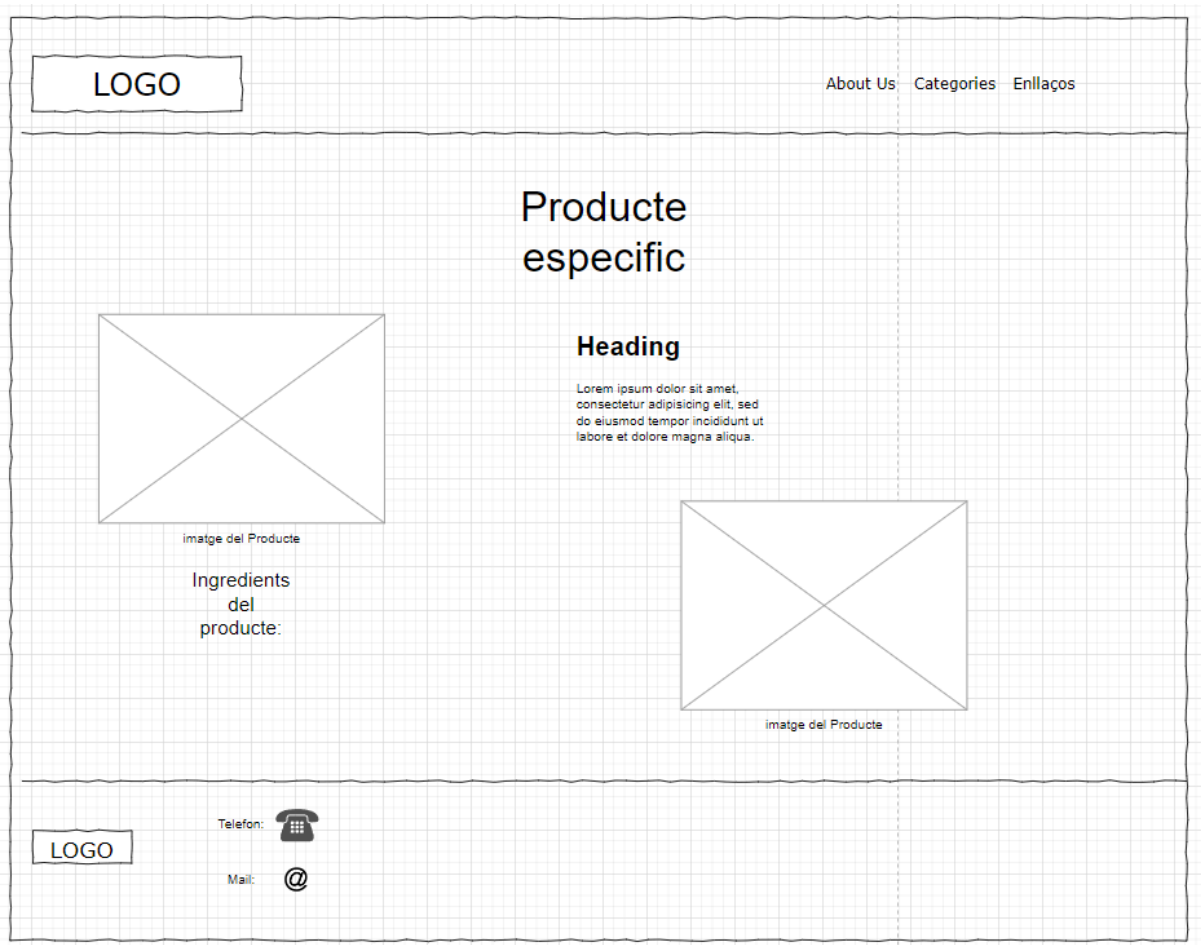 LOGO
About Us Categories Enllaços
Producte
especific
Heading
Lorem ipsum dolor sit amet,
consectetur adipisicing elit, sed
do eiusmod tempor incididunt ut
labore et dolore magna aliqua.
imatge del Producte
Ingredients
del
producte:
imatge del Producte
LOGO
Telefon:
Mail:
@